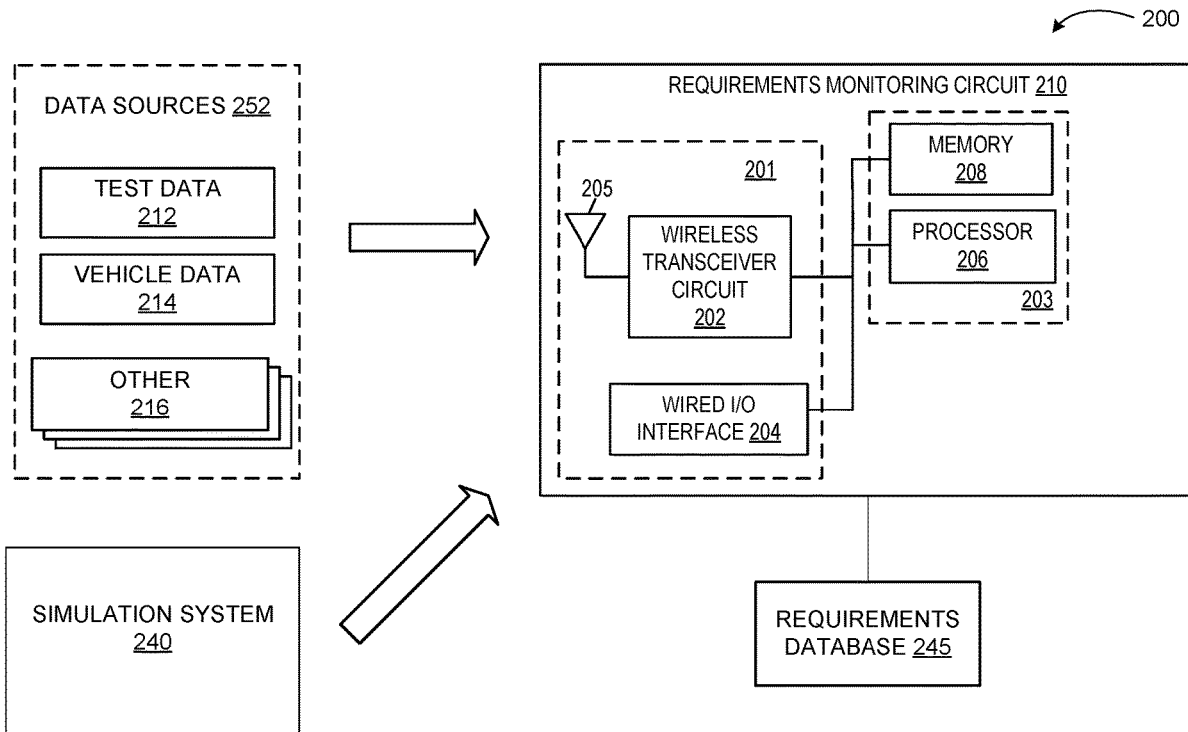 200
DATA SOURCES 252
TEST DATA
212
VEHICLE DATA
214
OTHER
216
SIMULATION SYSTEM
240
REQUIREMENTS MONITORING CIRCUIT 210
201
205
WIRELESS
TRANSCEIVER
CIRCUIT
202
WIRED I/O
INTERFACE 204
MEMORY
208
PROCESSOR
206
203
REQUIREMENTS
DATABASE 245